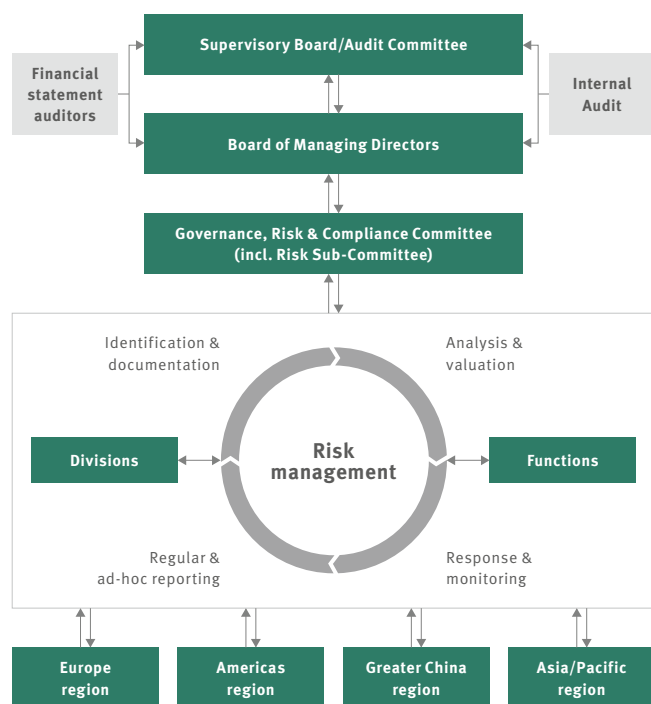 Supervisory Board/Audit Committee
Financial
statement
auditors
Internal
Audit
Board of Managing Directors
Governance, Risk & Compliance Committee
(incl. Risk Sub-Committee)
Identification &
documentation
Analysis &
valuation
Divisions
Risk
management
Functions
Regular &
ad-hoc reporting
Response &
monitoring
Europe
region
Americas
region
Greater China
region
Asia/Pacific
region